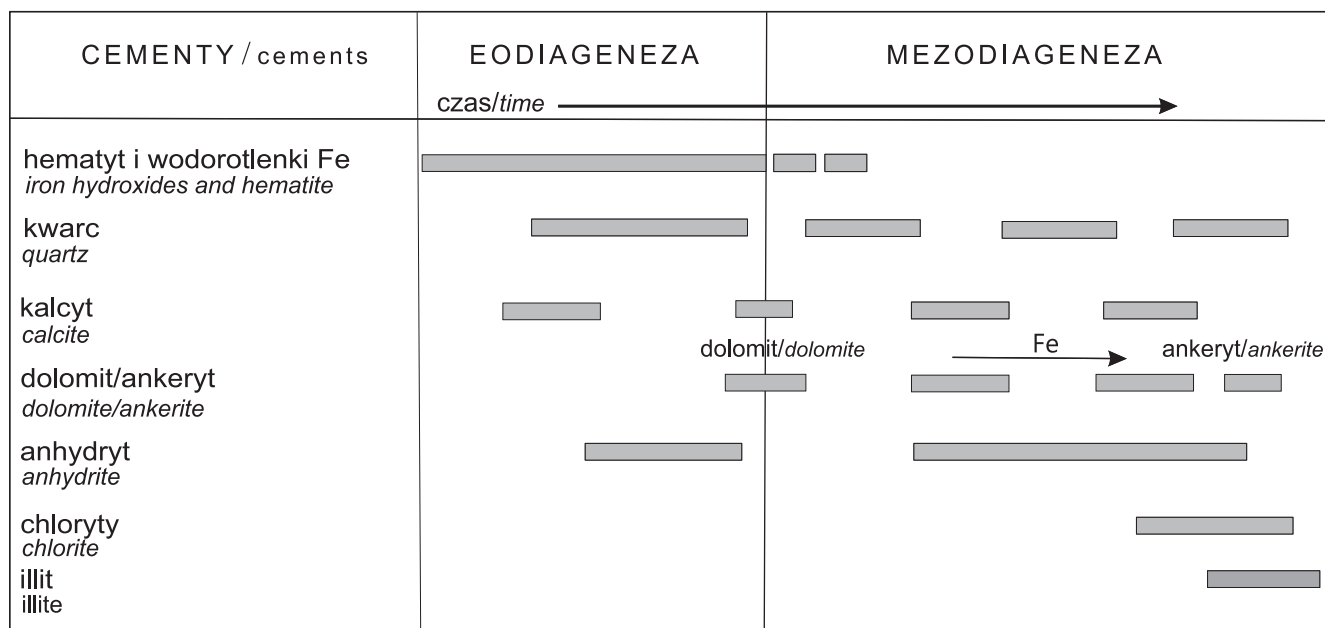 CEMENTY / cements
EODIAGENEZA
MEZODIAGENEZA
czas/time
hematyt i wodorotlenki Fe
iron hydroxides and hematite
kwarc
quartz
kalcyt
calcite
dolomit/dolomite
Fe
ankeryt/ankerite
dolomit/ankeryt
dolomite/ankerite
anhydryt
anhydrite
chloryty
chlorite
illit
illite